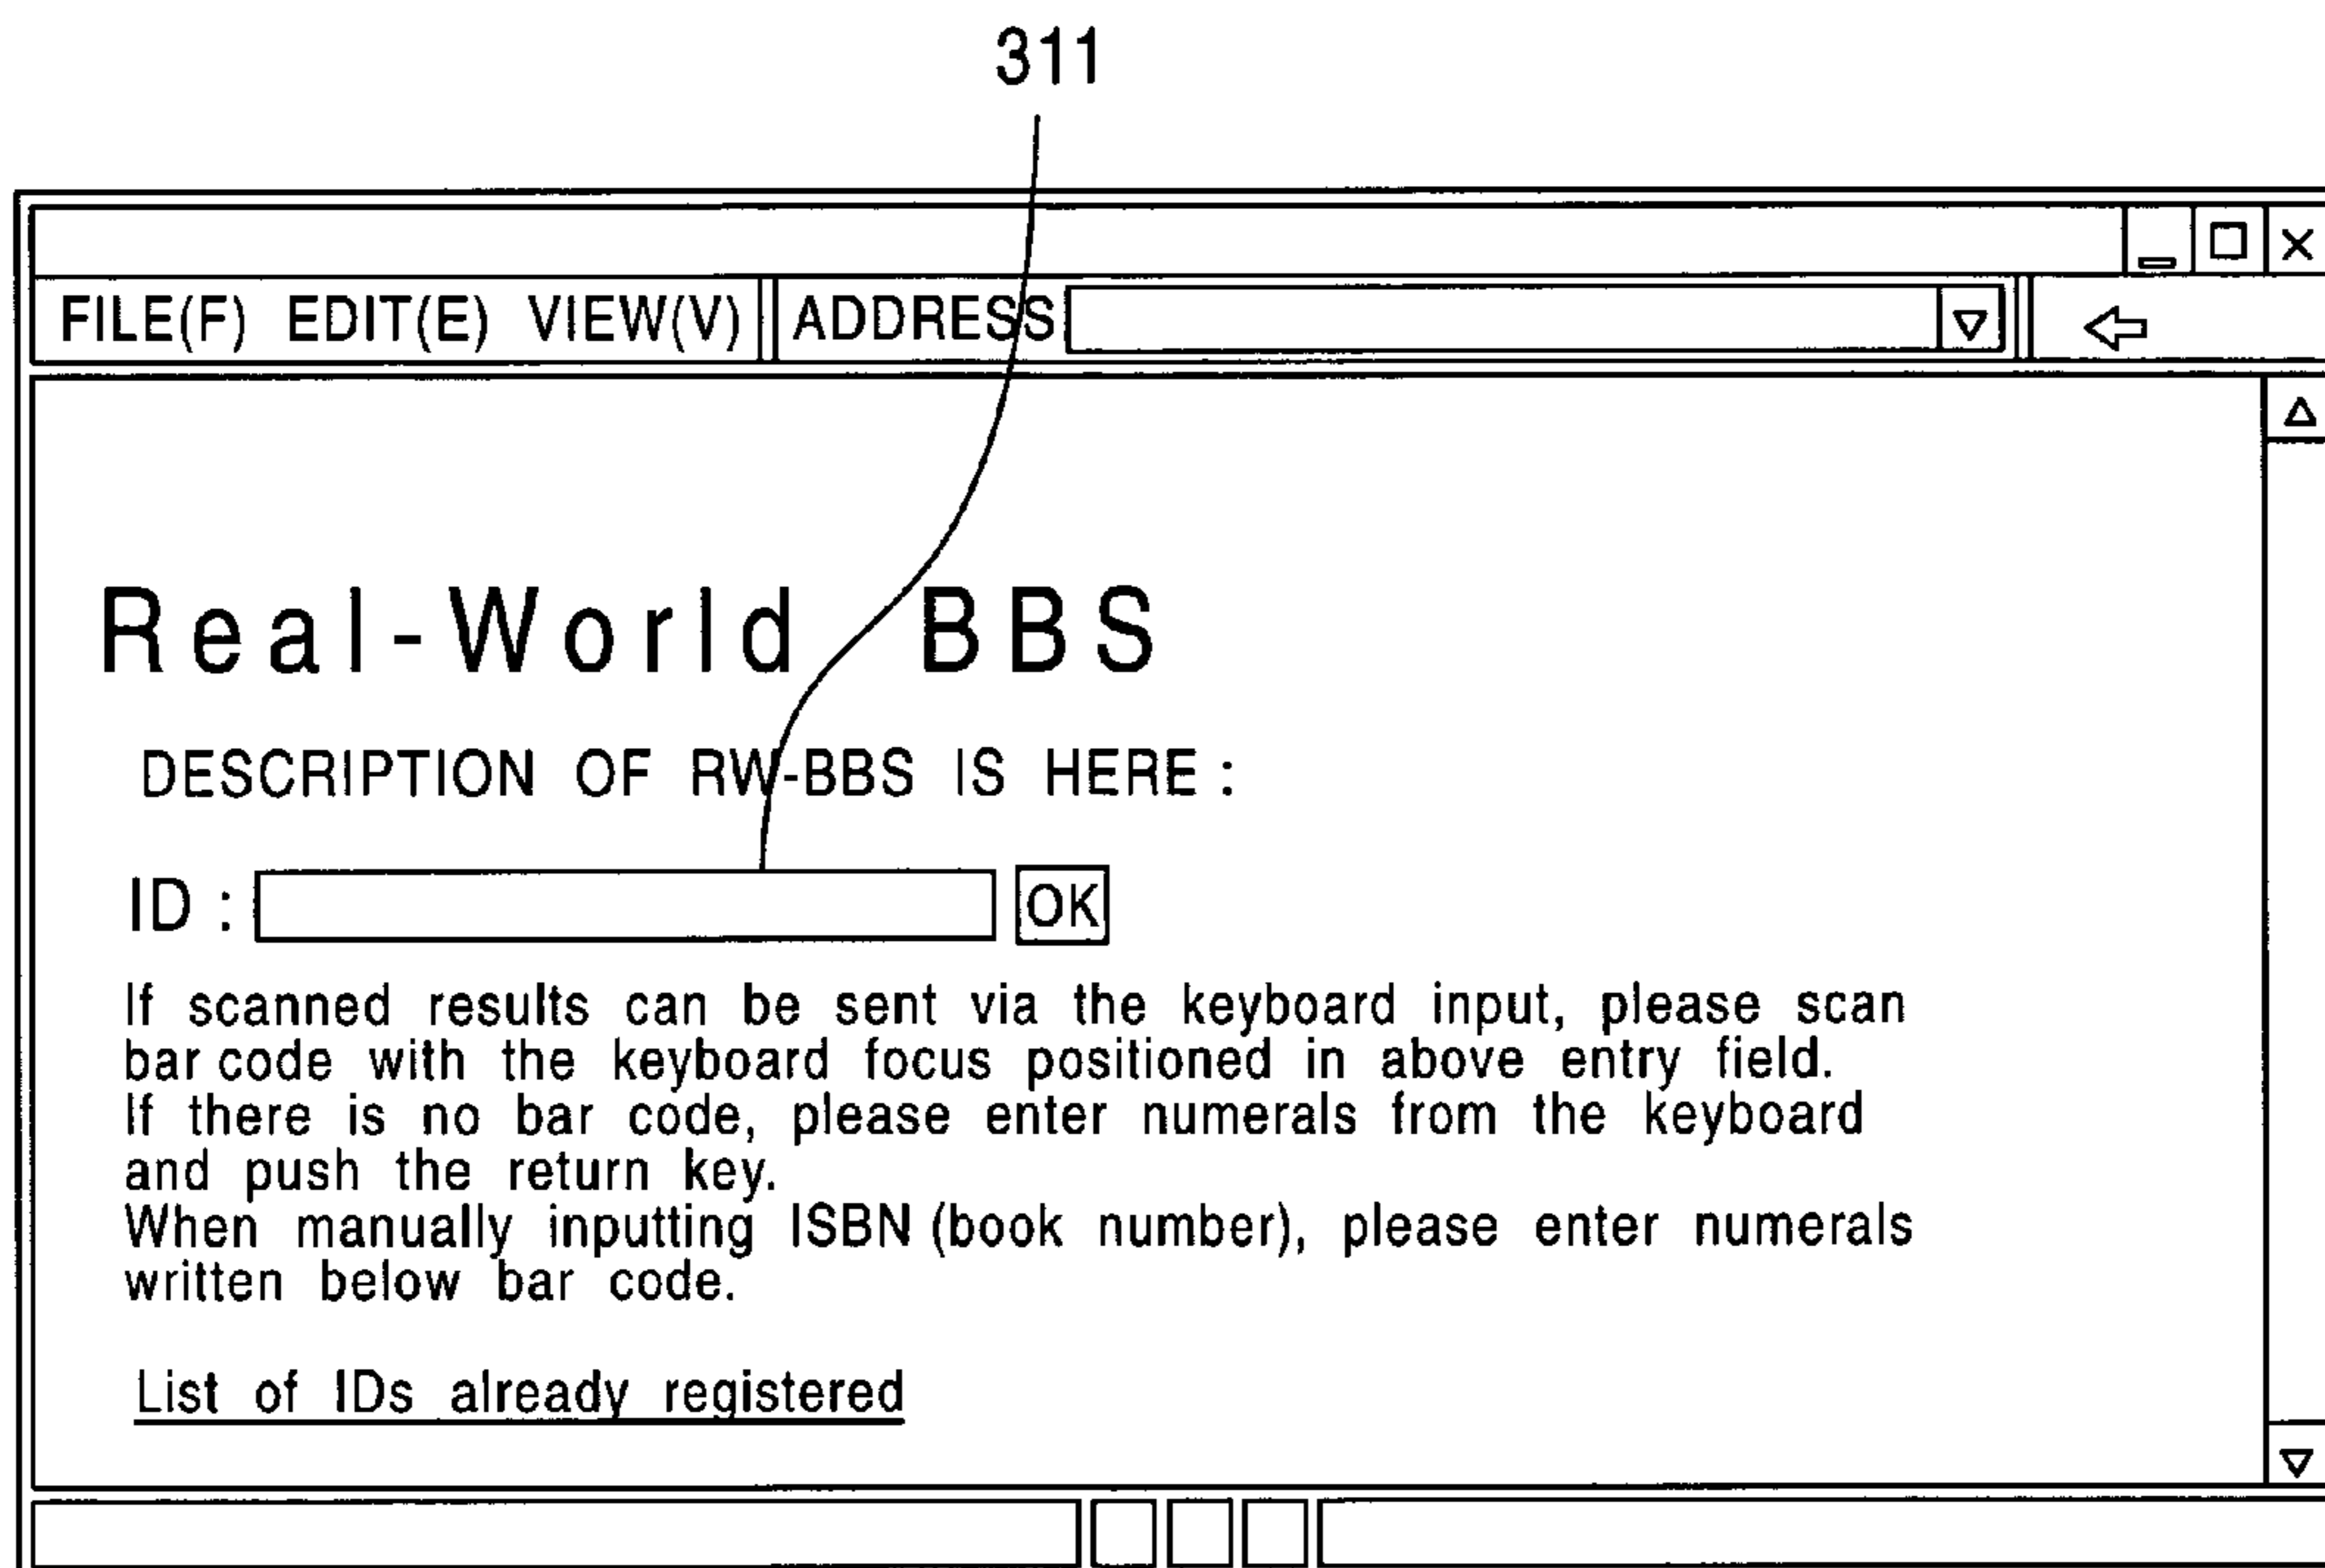 311
FILE(F) EDIT(E) VIEW(V) ADDRESS
Real-World BBS
DESCRIPTION OF RW-BBS IS HERE :
ID : OK
If scanned results can be sent via the keyboard input, please scan
bar code with the keyboard focus positioned in above entry field.
If there is no bar code, please enter numerals from the keyboard
and push the return key.
When manually inputting ISBN (book number), please enter numerals
written below bar code.
List of IDs already registered